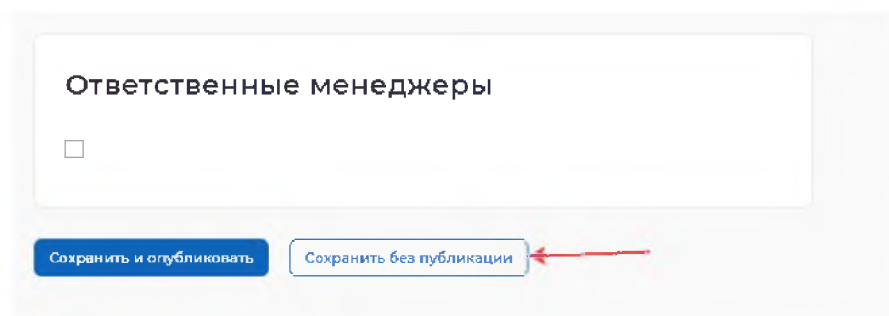 Ответственные менеджеры
Сохранить и опубликовать
Сохранить без публикации